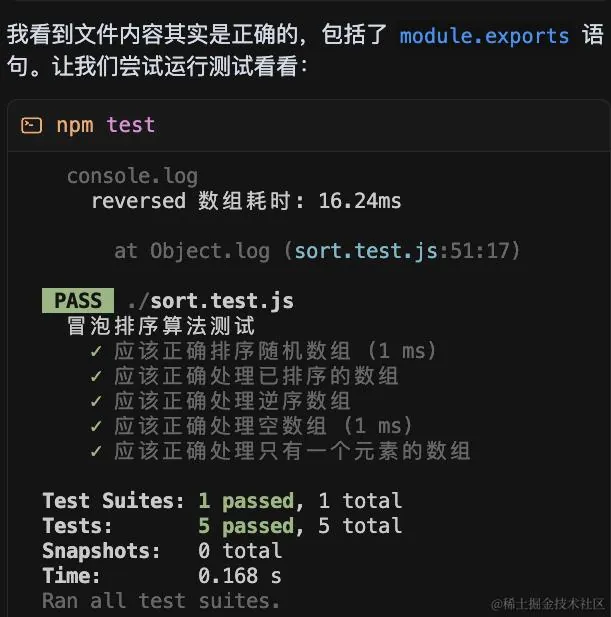 我看到文件内容其实是正确的，包括了 module.exports 语
句。让我们尝试运行测试看看：
npm test
console.log
reversed 数组耗时: 16.24ms
at Object.log (sort.test.js:51:17)
PASS ./sort.test.js
冒泡排序算法测试
✓ 应该正确排序随机数组 (1 ms)
✓ 应该正确处理已排序的数组
✓ 应该正确处理逆序数组
✓ 应该正确处理空数组 (1 ms)
✓ 应该正确处理只有一个元素的数组
Test Suites: 1 passed, 1 total
Tests: 5 passed, 5 total
Snapshots: 0 total
Time: 0.168 s
Ran all test suites.
@稀土掘金技术社区